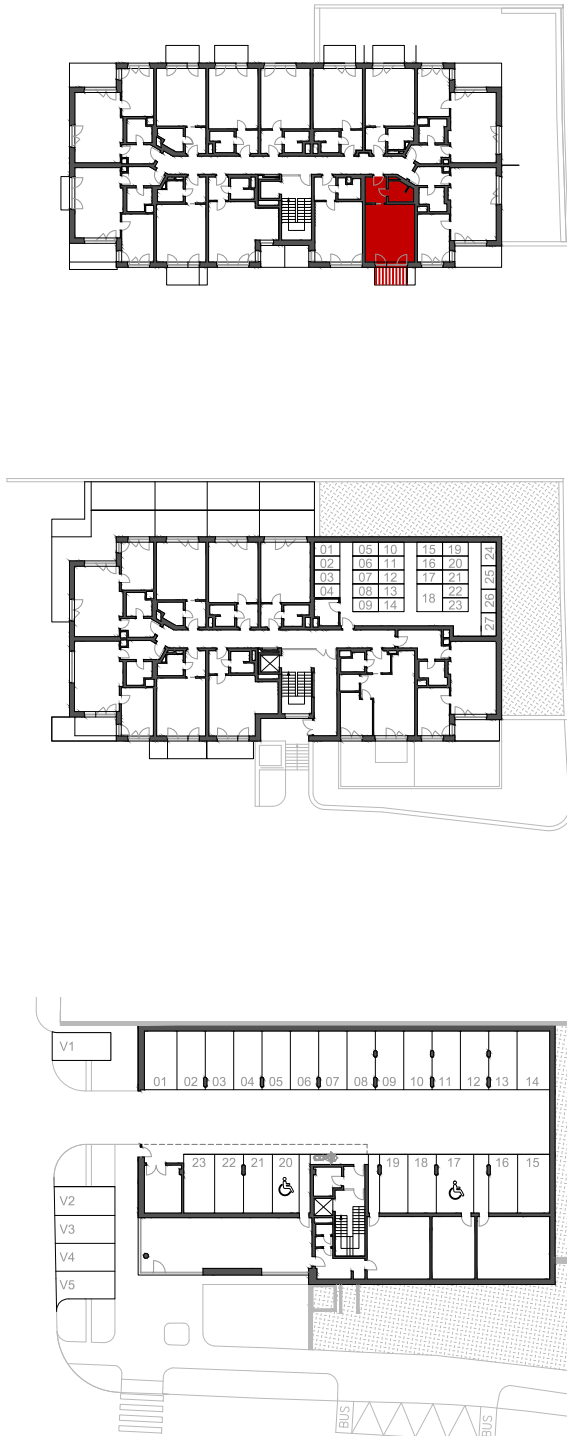 01 05 10 15 19 24
02 06 11 16 20
03 07 12 17 21 25
04 08 13 18 22 26
09 14 23 27
V1
01 02 03 04 05 06 07 08 09 10 11 12 13 14
23 22 21 20 19 18 17 16 15
V2
V3
V4
V5
BUS BUS